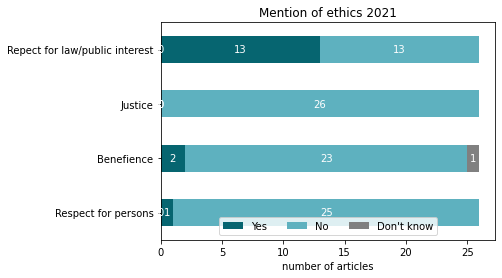 Mention of ethics 2021
Repect for law/public interest
0 13 13
Justice
0 26
Benefience
2 23 1
Respect for persons
0 1 25
Yes No Don't know
0 5 10 15 20 25
number of articles